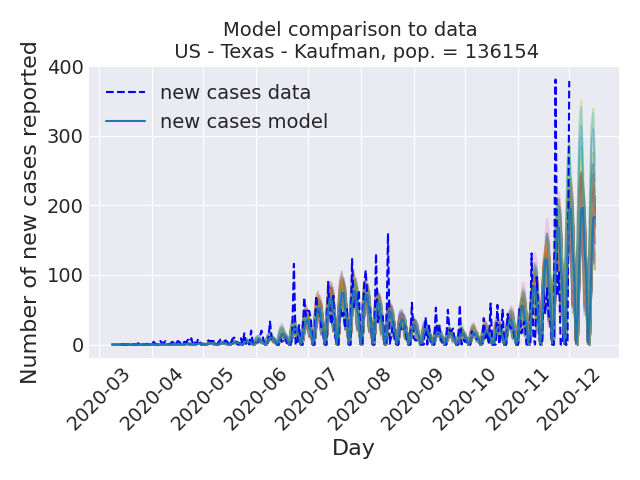 Model comparison to data
US - Texas - Kaufman, pop. = 136154
Number of new cases reported
400
300
200
100
0
new cases data
new cases model
2020-03
2020-04
2020-05
2020-06
2020-07
2020-08
2020-09
2020-10
2020-11
2020-12
Day